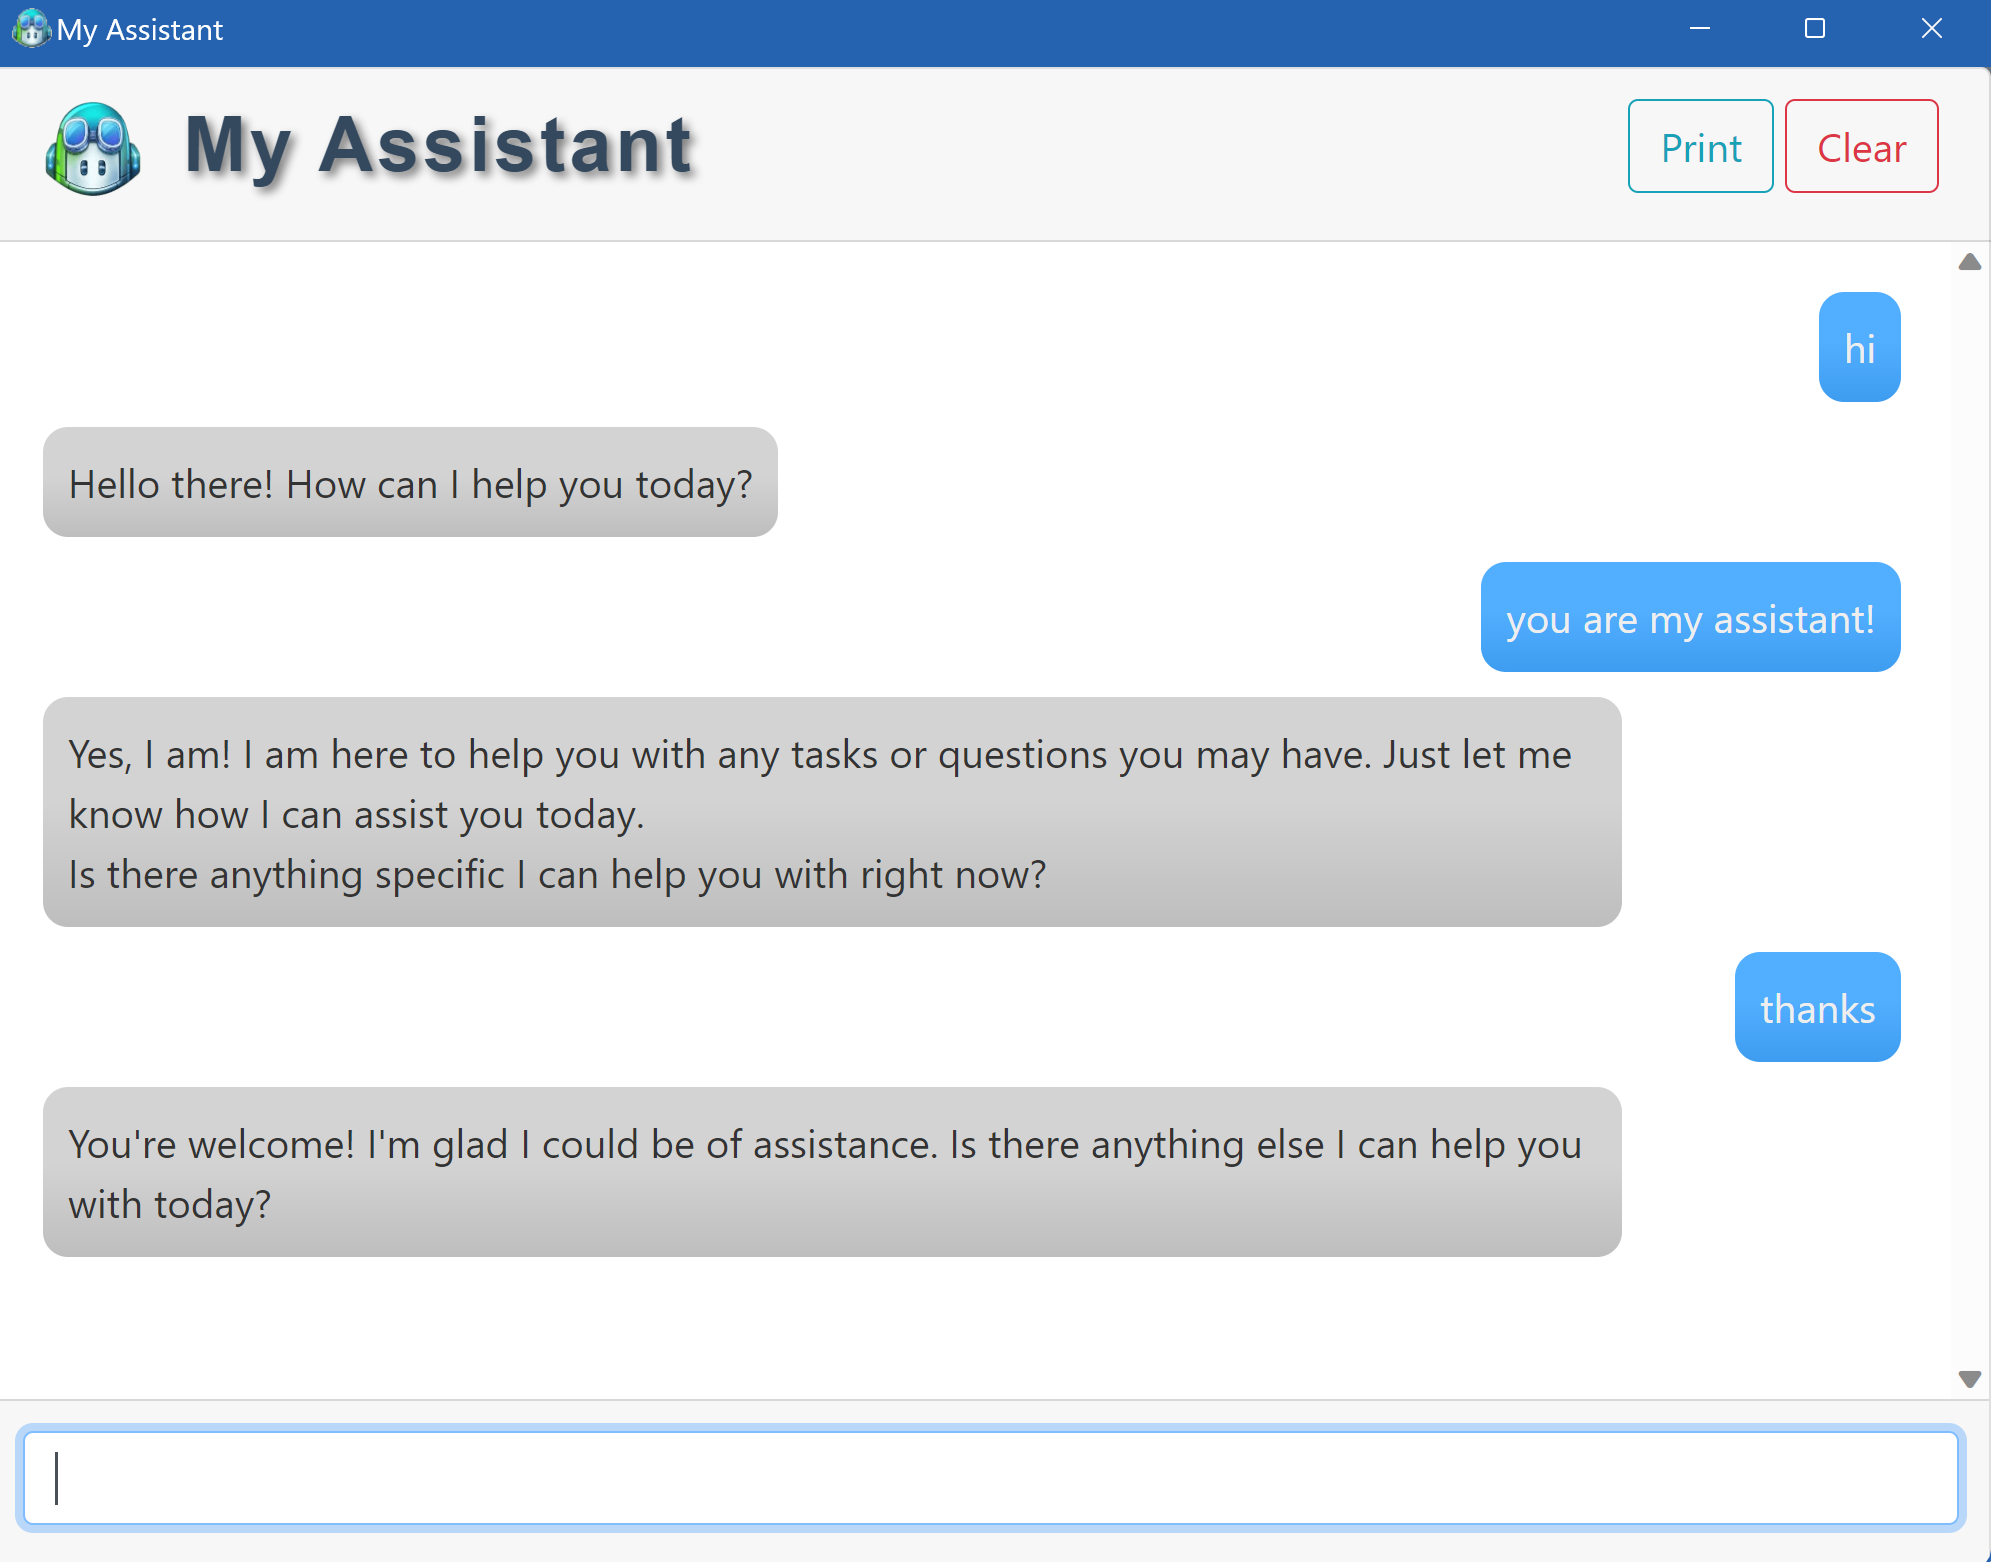 My Assistant
My Assistant
Print
Clear
hi
Hello there! How can I help you today?
you are my assistant!
Yes, I am! I am here to help you with any tasks or questions you may have. Just let me
know how I can assist you today.
Is there anything specific I can help you with right now?
thanks
You're welcome! I'm glad I could be of assistance. Is there anything else I can help you
with today?